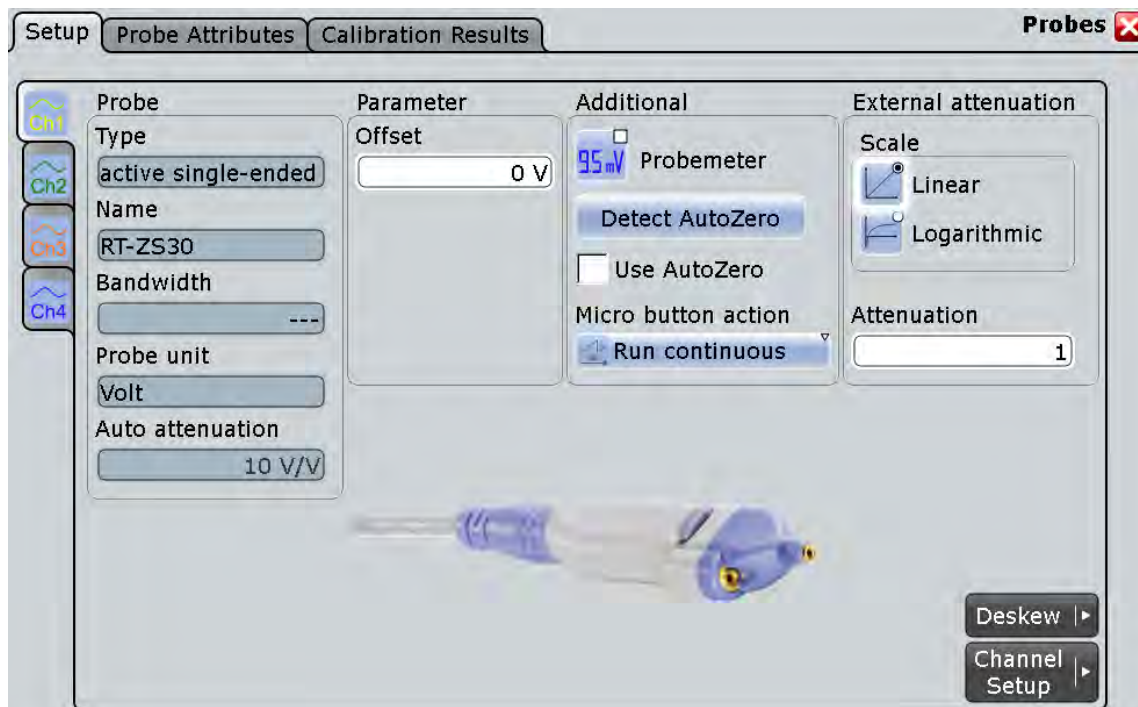 Setup
Probe Attributes
Calibration Results
Probes
Ch1
Ch2
Ch3
Ch4
Probe
Type
active single-ended
Name
RT-ZS30
Bandwidth
---
Probe unit
Volt
Auto attenuation
10 V/V
Parameter
Offset
0 V
Additional
95mV
Probemeter
Detect AutoZero
Use AutoZero
Micro button action
Run continuous
External attenuation
Scale
Linear
Logarithmic
Attenuation
1
Deskew
Channel
Setup